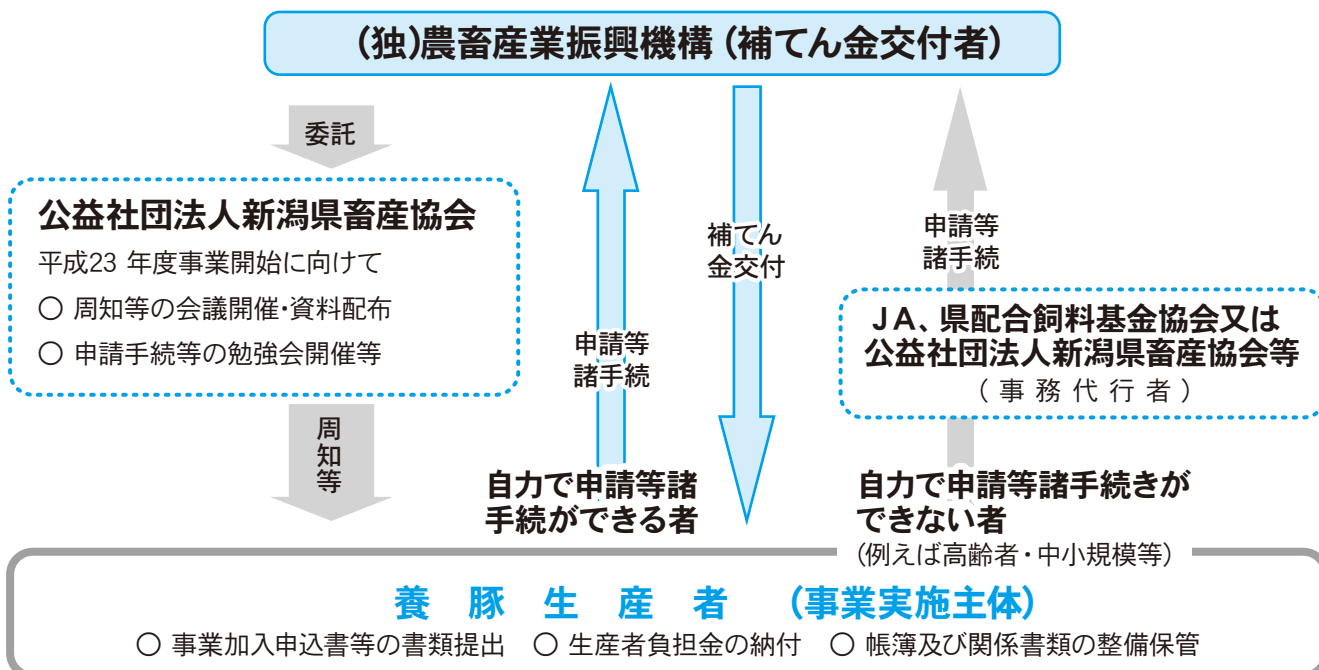 (独)農畜産業振興機構(補てん金交付者)
委託
公益社団法人新潟県畜産協会
平成23 年度事業開始に向けて
○ 周知等の会議開催・資料配布
○ 申請手続等の勉強会開催等
周知等
申請等
諸手続
自力で申請等諸
手続ができる者
補てん
金交付
申請等
諸手続
JA、県配合飼料基金協会又は
公益社団法人新潟県畜産協会等
(事務代行者)
自力で申請等諸手続きが
できない者
(例えば高齢者・中小規模等)
養豚生産者 (事業実施主体)
○ 事業加入申込書等の書類提出 ○ 生産者負担金の納付 ○ 帳簿及び関係書類の整備保管